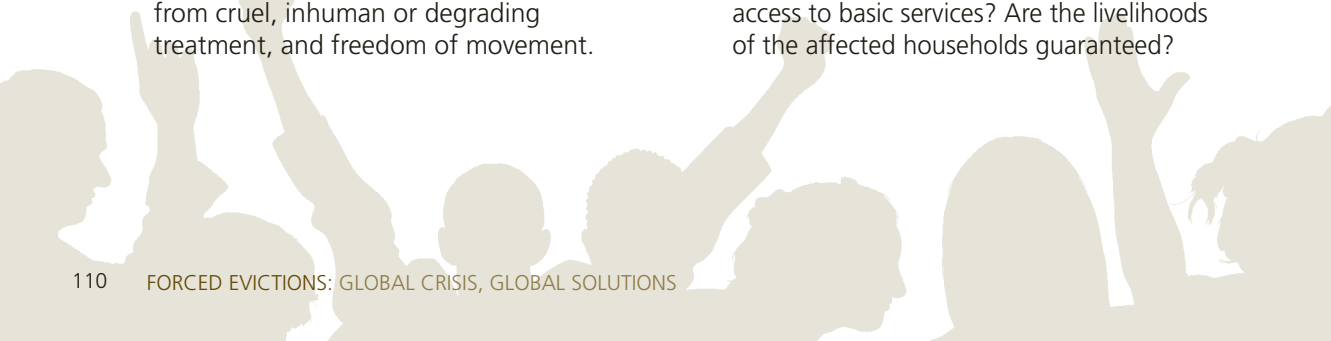 from cruel, inhuman or degrading
treatment, and freedom of movement.
access to basic services? Are the livelihoods
of the affected households guaranteed?
110 FORCED EVICTIONS: GLOBAL CRISIS, GLOBAL SOLUTIONS